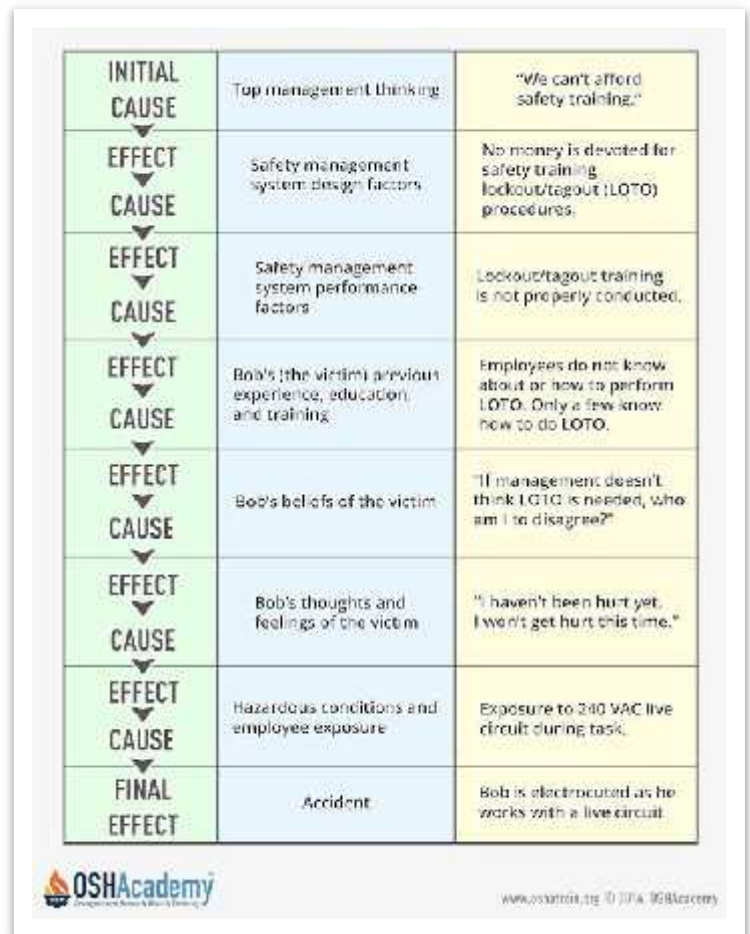 INITIAL
CAUSE
Top management thinking
"We can't afford
safety training."
EFFECT
CAUSE
Safety management
system design factors
No money is devoted for
safety training
lockout/tagout (LOTO)
procedures.
EFFECT
CAUSE
Safety management
system performance
factors
Lockout/tagout training
is not properly conducted.
EFFECT
CAUSE
Bob's (the victim) previous
experience, education,
and training
Employees do not know
about or how to perform
LOTO. Only a few know
how to do LOTO.
EFFECT
CAUSE
Bob's beliefs of the victim
"If management doesn't
think LOTO is needed, who
am I to disagree?"
EFFECT
CAUSE
Bob's thoughts and
feelings of the victim
"I haven't been hurt yet,
I won't get hurt this time."
EFFECT
CAUSE
Hazardous conditions and
employee exposure
Exposure to 240 VAC live
circuit during task.
FINAL
EFFECT
Accident
Bob is electrocuted as he
works with a live circuit
OSHAcademy
www.oshatrain.org © 2014 OSHAcademy